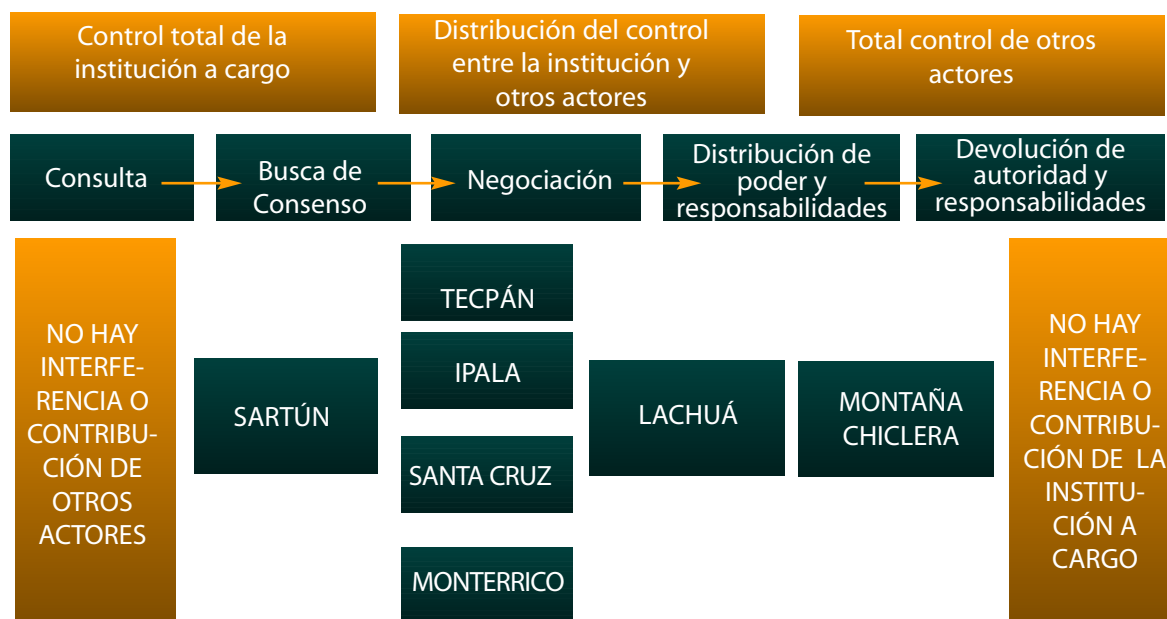 Control total de la
institución a cargo
Distribución del control
entre la institución y
otros actores
Total control de otros
actores
Consulta
Busca de
Consenso
Negociación
Distribución de
poder y
responsabilidades
Devolución de
autoridad y
responsabilidades
NO HAY
INTERFE-
RENCIA O
CONTRIBU-
CIÓN DE
OTROS
ACTORES
SARTÚN
TECPÁN
IPALA
SANTA CRUZ
MONTERRICO
LACHUÁ
MONTAÑA
CHICLERA
NO HAY
INTERFE-
RENCIA O
CONTRIBU-
CIÓN DE LA
INSTITU-
CIÓN A
CARGO